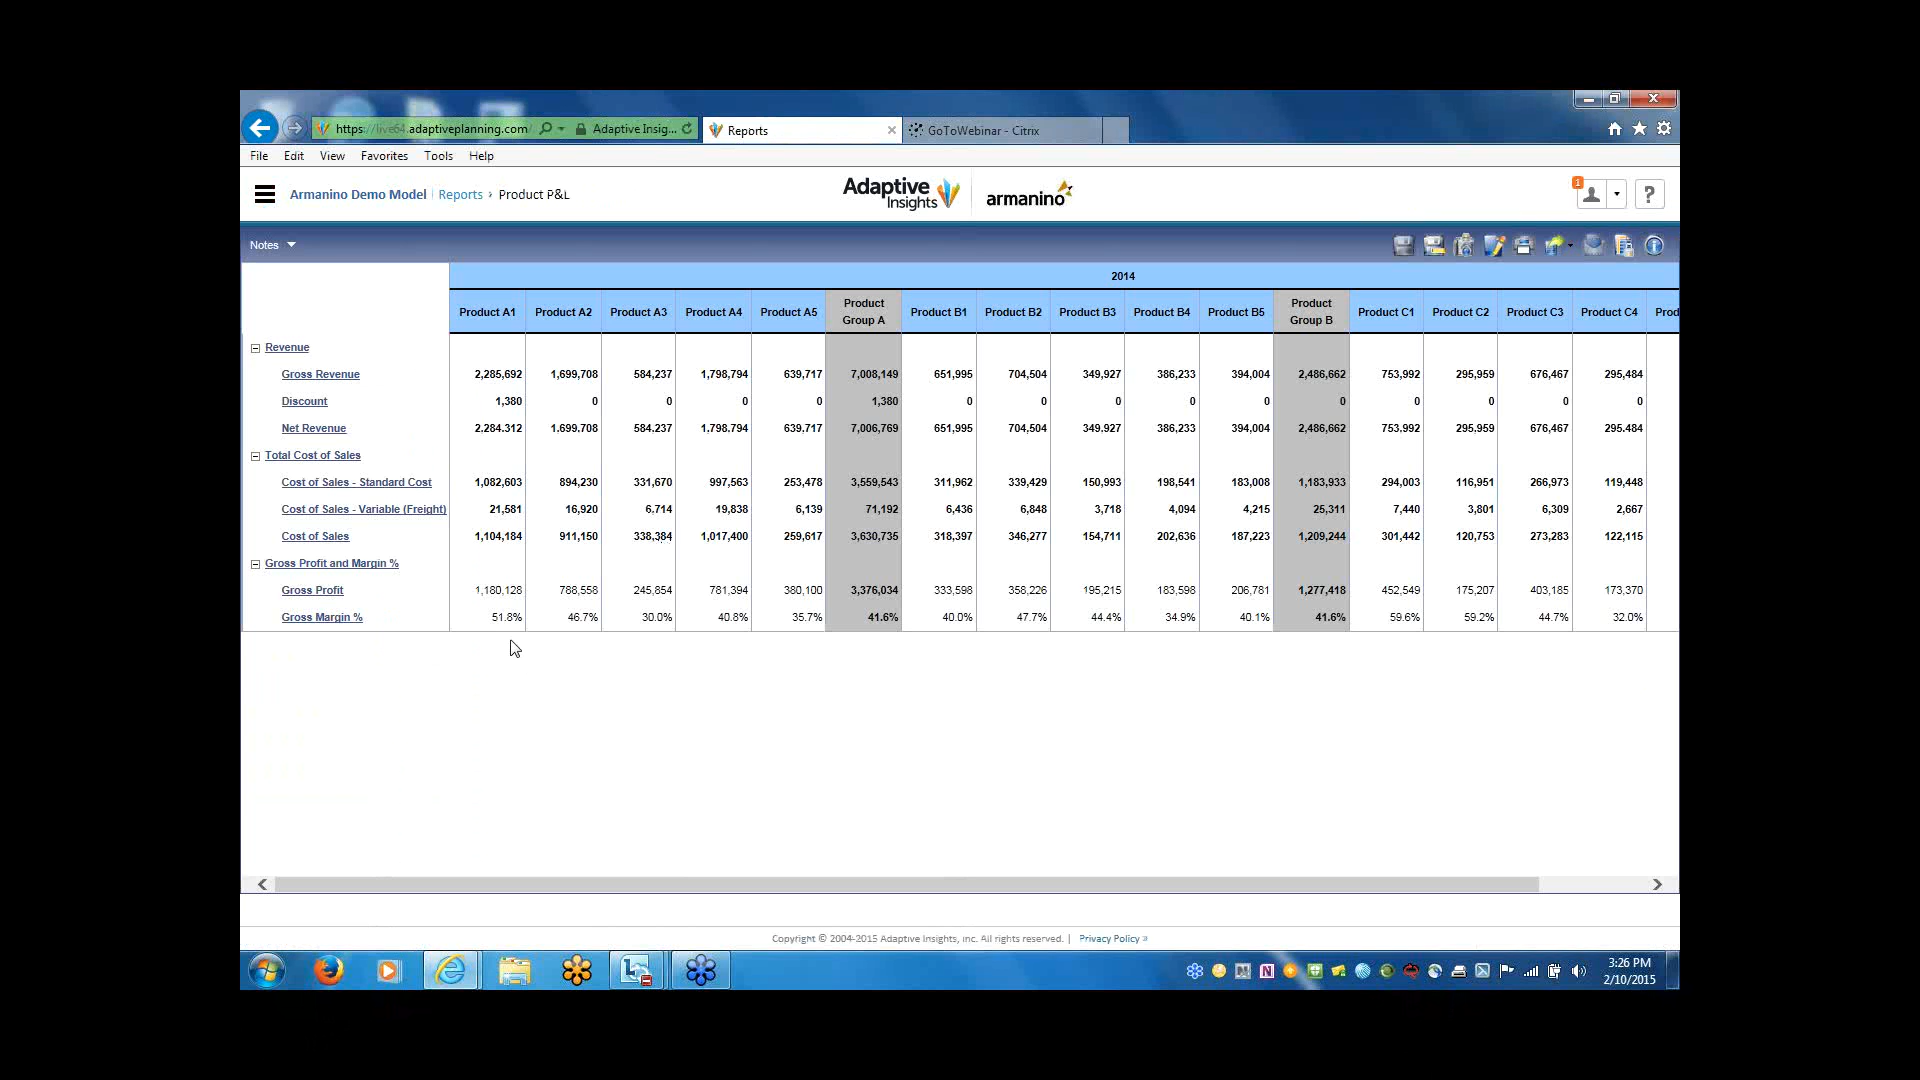 https://live64.adaptiveplanning.com/ Adaptive Insig... Reports GoToWebinar - Citrix
File Edit View Favorites Tools Help
Armanino Demo Model Reports › Product P&L Adaptive Insights armanino 1 ?
Notes
2014
Product A1 Product A2 Product A3 Product A4 Product A5 Product Group A Product B1 Product B2 Product B3 Product B4 Product B5 Product Group B Product C1 Product C2 Product C3 Product C4 Prod
Revenue
Gross Revenue 2,285,692 1,699,708 584,237 1,798,794 639,717 7,008,149 651,995 704,504 349,927 386,233 394,004 2,486,662 753,992 295,959 676,467 295,484
Discount 1,380 0 0 0 0 1,380 0 0 0 0 0 0 0 0 0 0
Net Revenue 2,284,312 1,699,708 584,237 1,798,794 639,717 7,006,769 651,995 704,504 349,927 386,233 394,004 2,486,662 753,992 295,959 676,467 295,484
Total Cost of Sales
Cost of Sales - Standard Cost 1,082,603 894,230 331,670 997,563 253,478 3,559,543 311,962 339,429 150,993 198,541 183,008 1,183,933 294,003 116,951 266,973 119,448
Cost of Sales - Variable (Freight) 21,581 16,920 6,714 19,838 6,139 71,192 6,436 6,848 3,718 4,094 4,215 25,311 7,440 3,801 6,309 2,667
Cost of Sales 1,104,184 911,150 338,384 1,017,400 259,617 3,630,735 318,397 346,277 154,711 202,636 187,223 1,209,244 301,442 120,753 273,283 122,115
Gross Profit and Margin %
Gross Profit 1,180,128 788,558 245,854 781,394 380,100 3,376,034 333,598 358,226 195,215 183,598 206,781 1,277,418 452,549 175,207 403,185 173,370
Gross Margin % 51.8% 46.7% 30.0% 40.8% 35.7% 41.6% 40.0% 47.7% 44.4% 34.9% 40.1% 41.6% 59.6% 59.2% 44.7% 32.0%
Copyright © 2004-2015 Adaptive Insights, Inc. All rights reserved. | Privacy Policy »
3:26 PM
2/10/2015